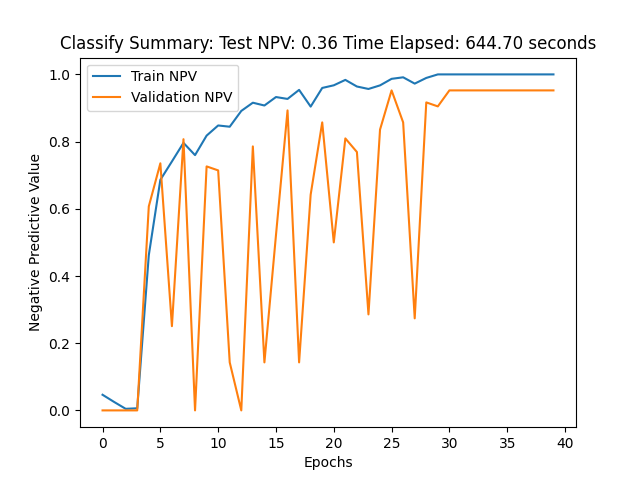 Classify Summary: Test NPV: 0.36 Time Elapsed: 644.70 seconds
Train NPV
Validation NPV
Negative Predictive Value
1.0
0.8
0.6
0.4
0.2
0.0
0 5 10 15 20 25 30 35 40
Epochs